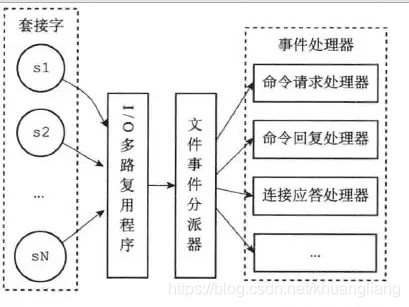 套接字
s1
s2
...
sN
I/O多路复用程序
文件事件分派器
事件处理器
命令请求处理器
命令回复处理器
连接应答处理器
...
https://blog.csdn.net/khuangliang